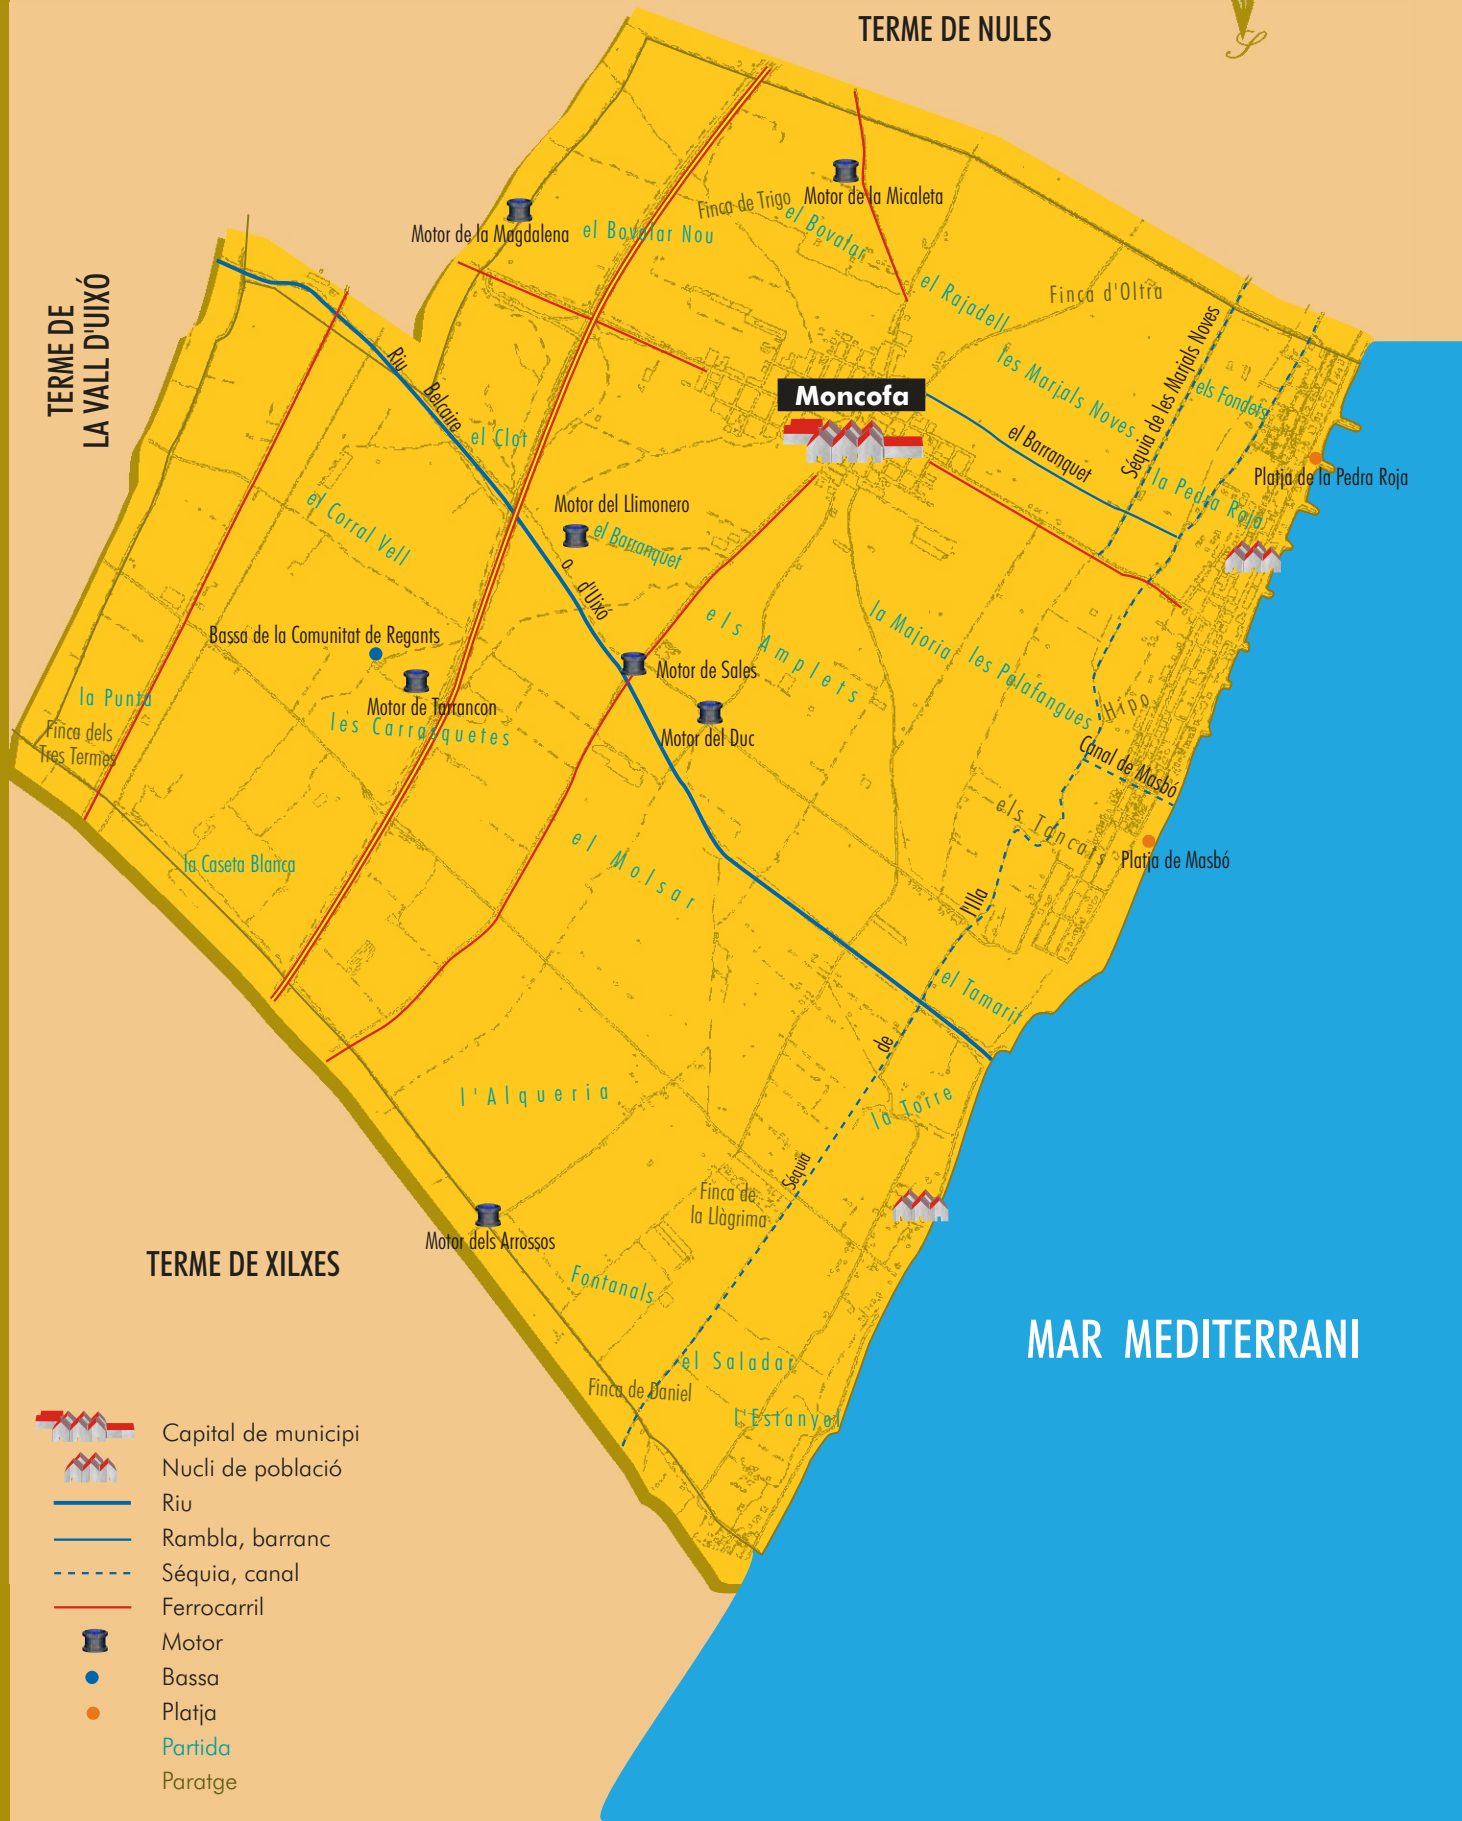 TERME DE NULES
S
Motor de la Micaleta
Finca de Trigo
el Bovalar
Motor de la Magdalena
el Bovalar Nou
TERME DE
LA VALL D'UIXÓ
el Rajadell
Finca d'Oltra
Séquia de les Marjals Noves
les Marjals Noves
els Fondets
Riu Belcaire o d'Uixó
Moncofa
el Clot
el Barranquet
Platja de la Pedra Roja
la Pedra Roja
el Corral Vell
Motor del Llimonero
el Barranquet
Bassa de la Comunitat de Regants
els Amplets
la Majoria
les Palafangues
Motor de Sales
la Punta
Motor de Tarrancon
les Carrasquetes
Finca dels
Tres Termes
Motor del Duc
Hipo
Canal de Masbó
els Tancats
Platja de Masbó
la Caseta Blanca
el Molsar
Séquia de l'Illa
el Tamarit
l'Alqueria
la Torre
Finca de
la Llàgrima
Motor dels Arrossos
TERME DE XILXES
Fontanals
MAR MEDITERRANI
el Saladar
Finca de Daniel
l'Estanyol
Capital de municipi
Nucli de població
Riu
Rambla, barranc
Séquia, canal
Ferrocarril
Motor
Bassa
Platja
Partida
Paratge